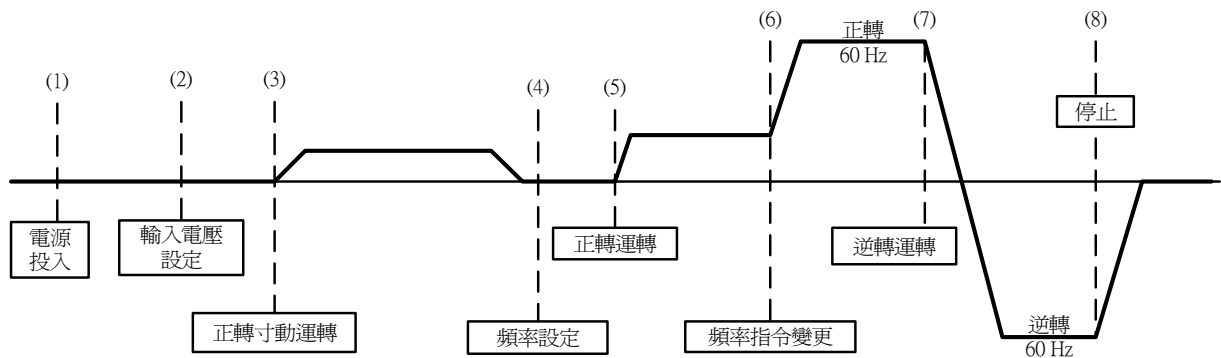 (1)
(2)
(3)
(4)
(5)
(6)
正轉
60 Hz
(7)
(8)
停止
電源
投入
輸入電壓
設定
正轉寸動運轉
頻率設定
正轉運轉
頻率指令變更
逆轉運轉
逆轉
60 Hz